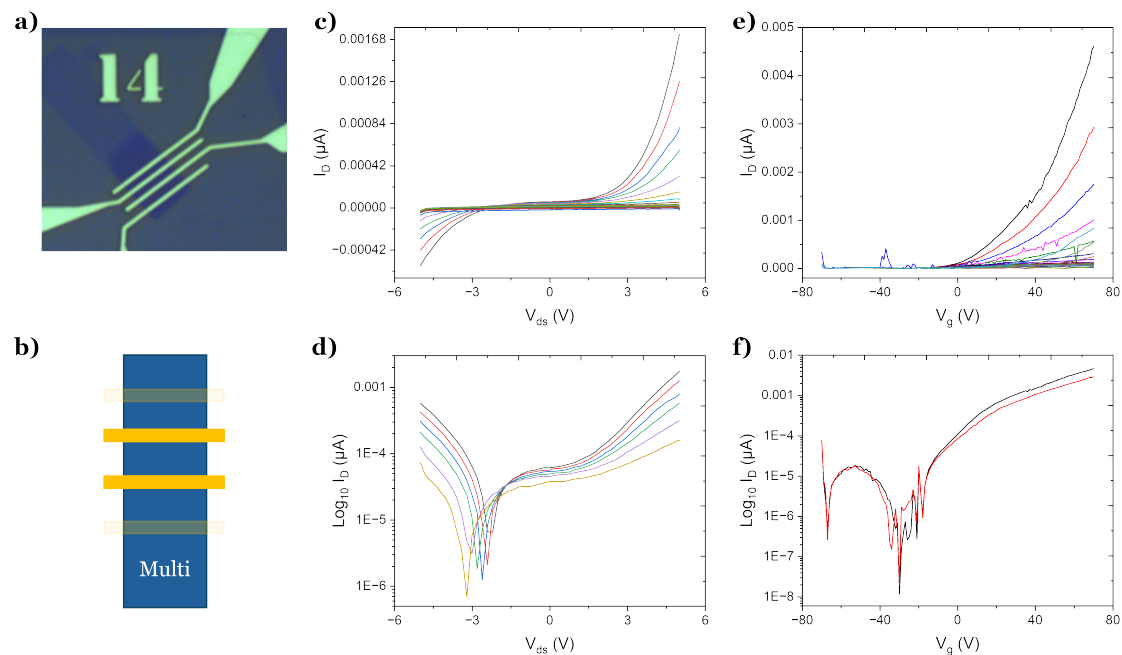 a)
14
b)
Multi
c)
0.00168
0.00126
0.00084
0.00042
0.00000
−0.00042
I_D (µA)
−6 −3 0 3 6
V_ds (V)
d)
0.001
1E−4
1E−5
1E−6
Log₁₀ I_D (µA)
−6 −3 0 3 6
V_ds (V)
e)
0.005
0.004
0.003
0.002
0.001
0.000
I_D (µA)
−80 −40 0 40 80
V_g (V)
f)
0.01
0.001
1E−4
1E−5
1E−6
1E−7
1E−8
Log₁₀ I_D (µA)
−80 −40 0 40 80
V_g (V)